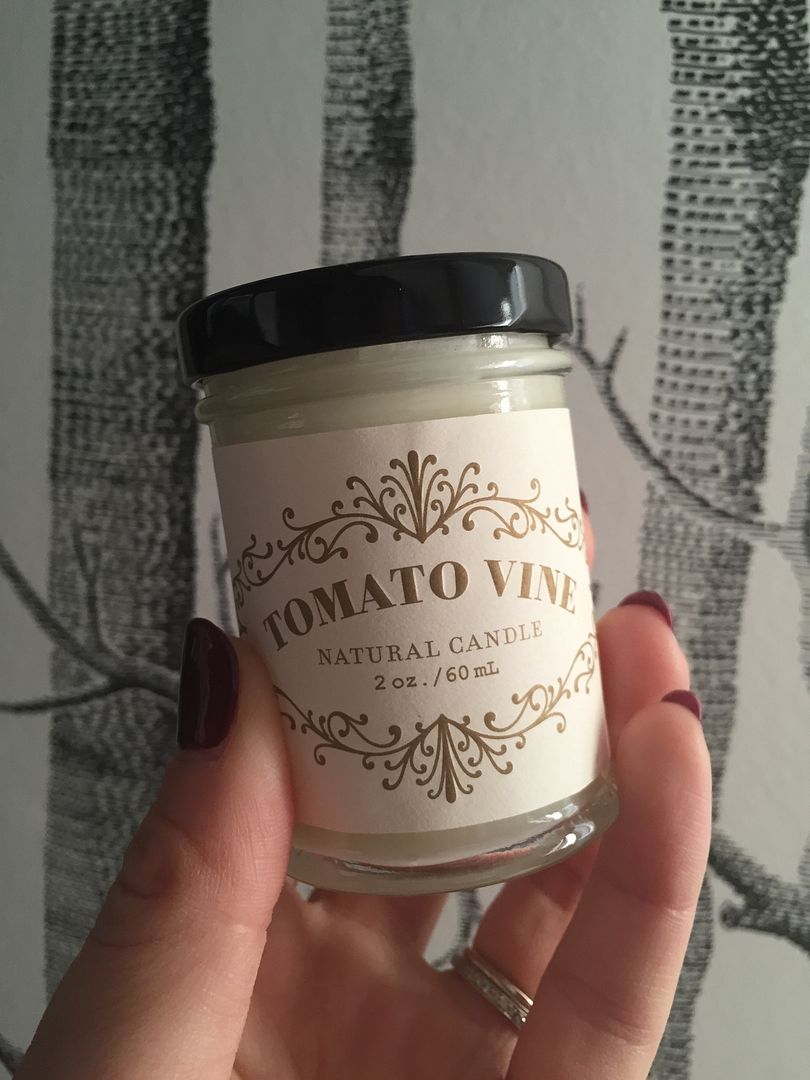 TOMATO VINE
NATURAL CANDLE
2 oz./60 mL